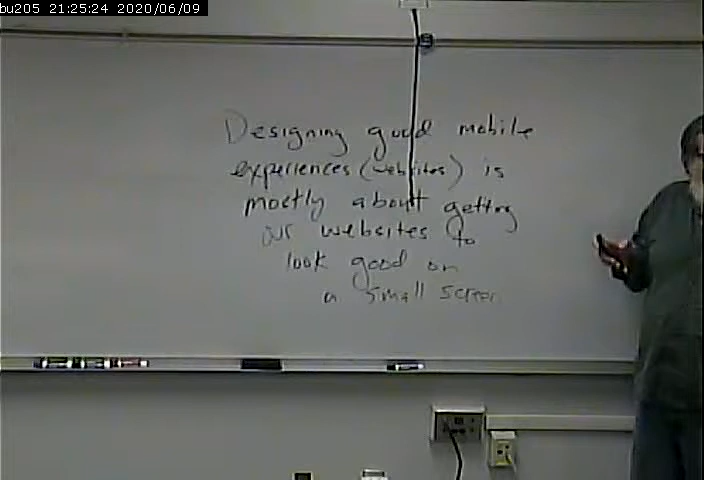 bu205 21:25:24 2020/06/09
Designing good mobile
experiences (websites) is
mostly about getting
our websites to
look good on
a small screen